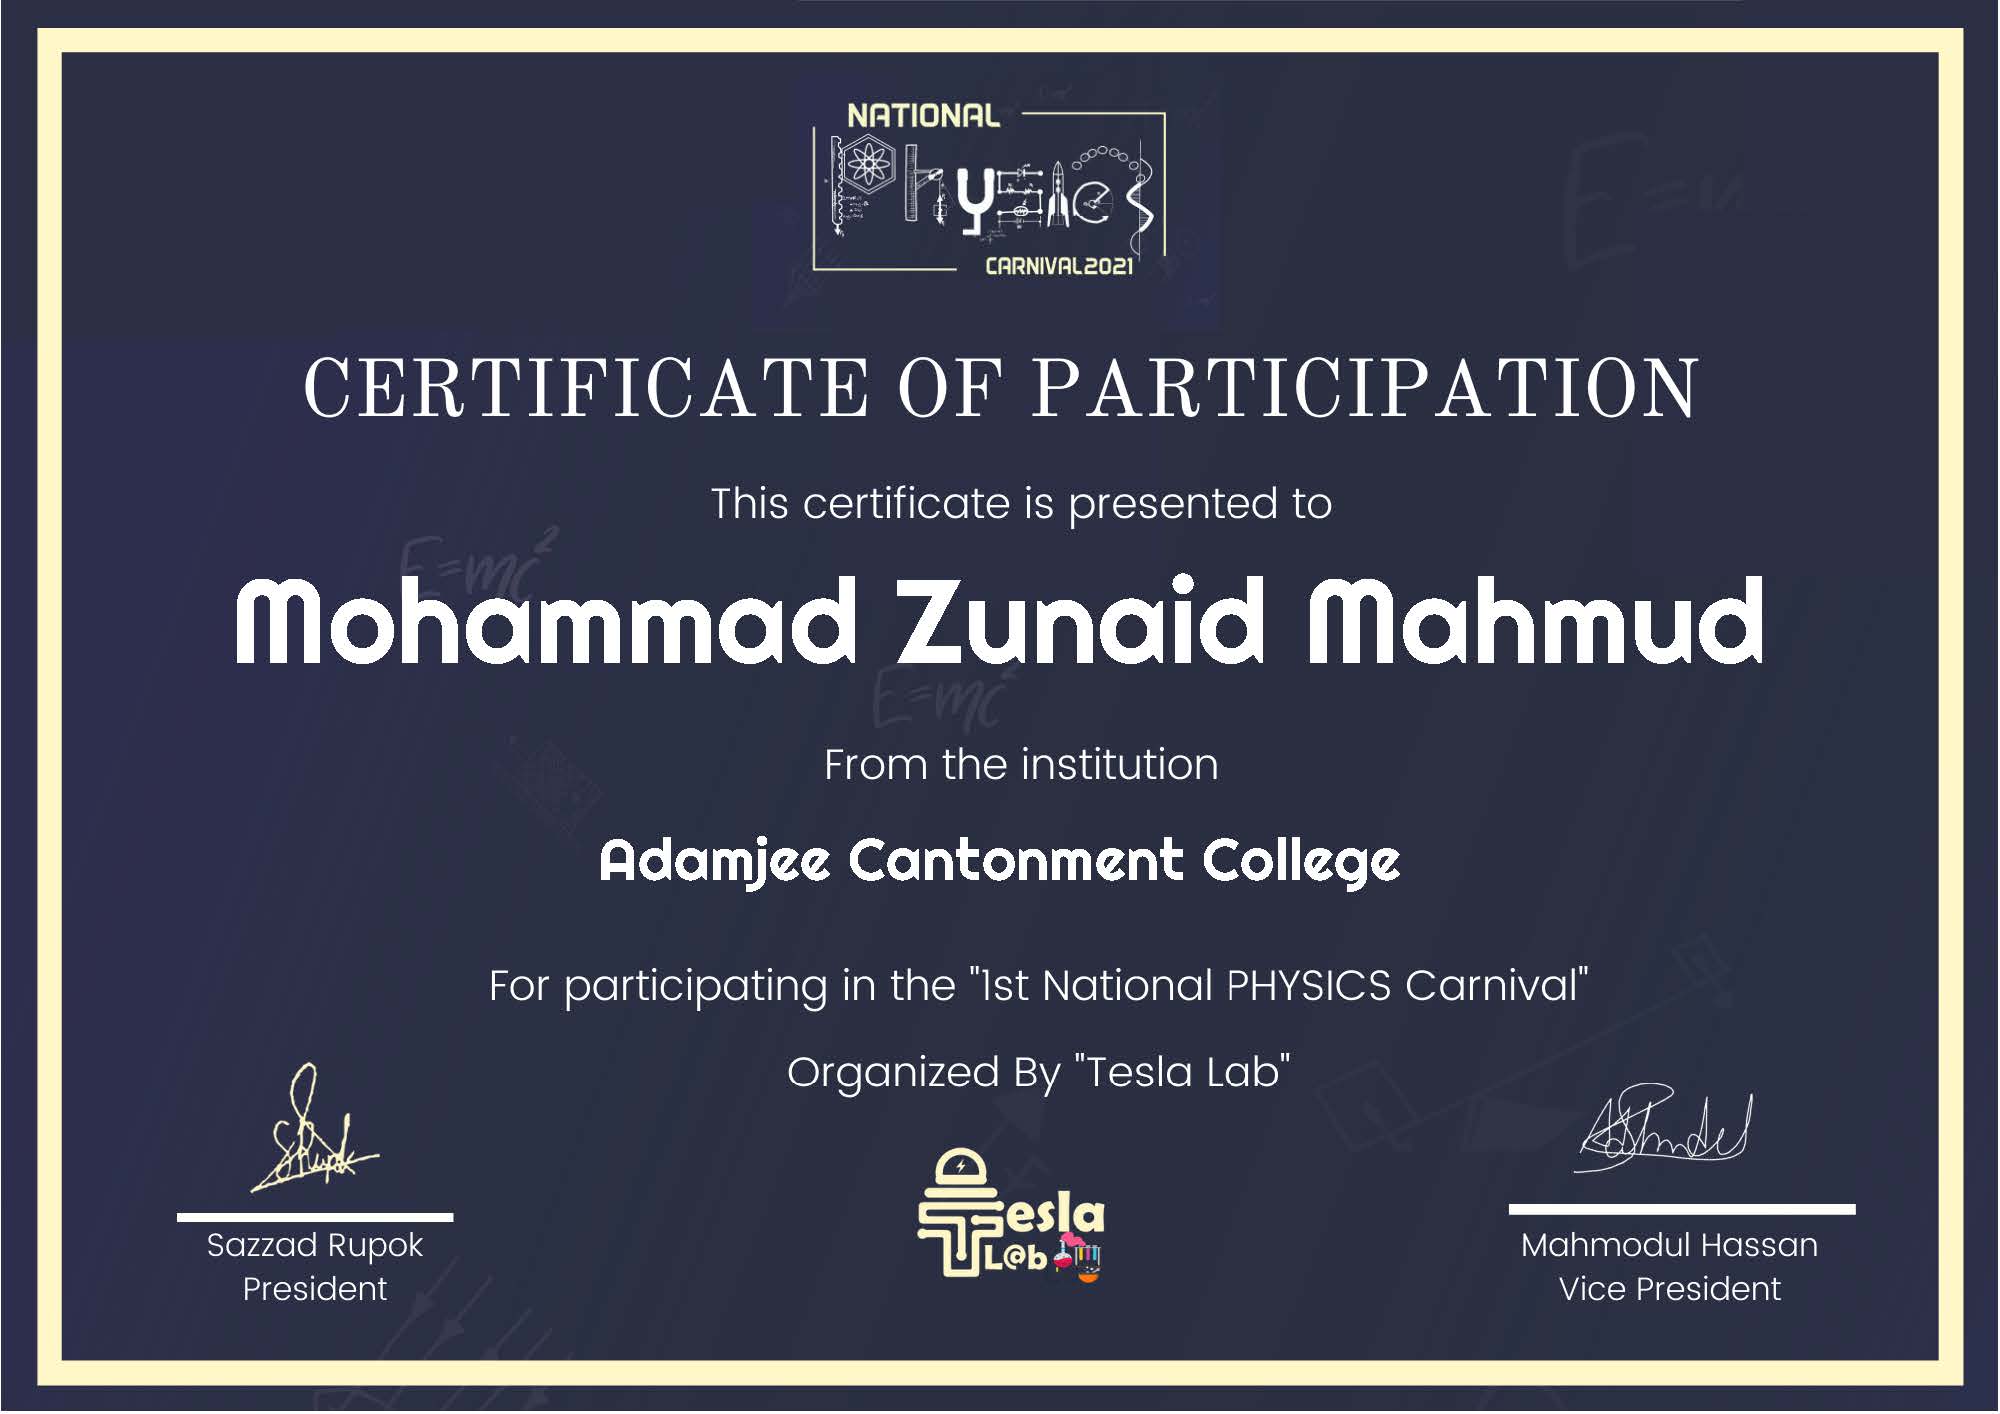 NATIONAL
Physics
CARNIVAL2021
CERTIFICATE OF PARTICIPATION
This certificate is presented to
E=mc²
Mohammad Zunaid Mahmud
E=mc²
From the institution
Adamjee Cantonment College
For participating in the "1st National PHYSICS Carnival"
Organized By "Tesla Lab"
Tesla
L@b
Sazzad Rupok
President
Mahmodul Hassan
Vice President